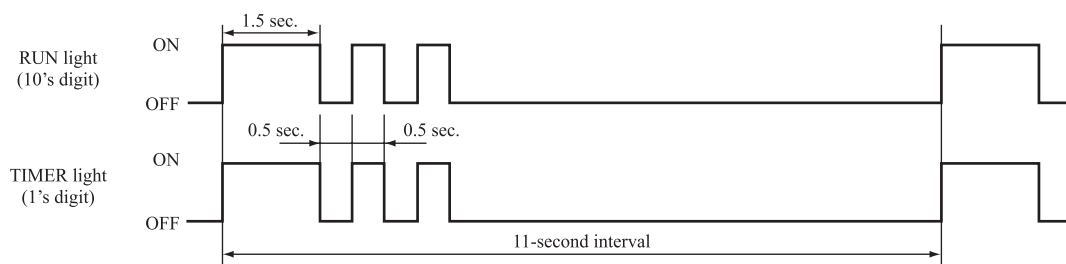 1.5 sec.
ON
RUN light
(10's digit)
OFF
0.5 sec.
0.5 sec.
ON
TIMER light
(1's digit)
OFF
11-second interval